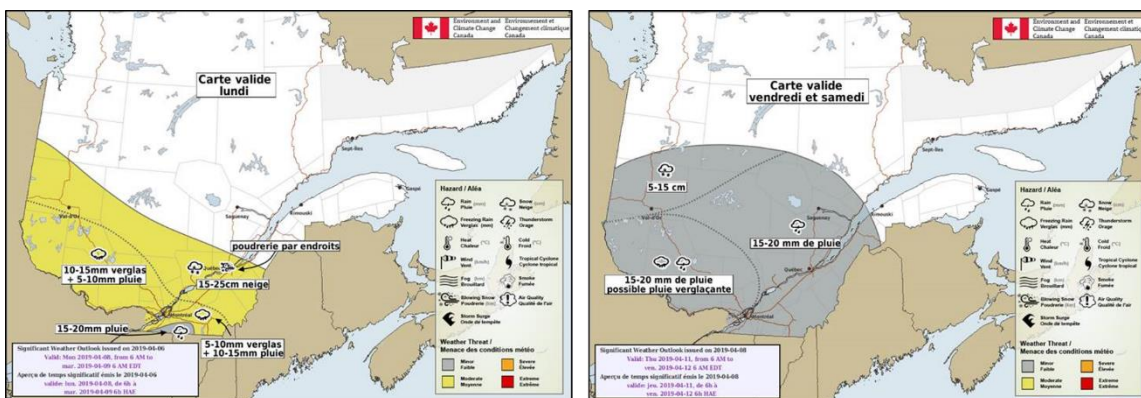 Environment and
Climate Change
Canada
Environnement et
Changement climatique
Canada
Carte valide
lundi
Sept-Iles
Gaspé
Val-d'Or
Saguenay
Rimouski
poudrerie par endroits
Québec
15-25cm neige
10-15mm verglas
+ 5-10mm pluie
Montréal
15-20mm pluie
5-10mm verglas
+ 10-15mm pluie
Hazard / Aléa
Rain (mm)
Pluie
Snow (cm)
Neige
Freezing Rain
Verglas (mm)
Thunderstorm
Orage
Heat (°C)
Chaleur
Cold (°C)
Froid
Wind (km/h)
Vent
Tropical Cyclone
Cyclone tropical
Fog
Brouillard
Smoke
Fumée
Blowing Snow
Poudrerie
Air Quality
Qualité de l'air
Storm Surge
Onde de tempête
Weather Threat /
Menace des conditions météo
Minor
Faible
Severe
Élevée
Moderate
Moyenne
Extreme
Extrême
Significant Weather Outlook issued on 2019-04-06
Valid: Mon 2019-04-08, from 6 AM to
mar. 2019-04-09 6 AM EDT
Aperçu de temps significatif émis le 2019-04-06
valide: lun. 2019-04-08, de 6h à
mar. 2019-04-09 6h HAE
Environment and
Climate Change
Canada
Environnement et
Changement climatique
Canada
Carte valide
vendredi et samedi
Sept-Iles
Gaspé
5-15 cm
Val-d'Or
Saguenay
Rimouski
15-20 mm de pluie
Québec
15-20 mm de pluie
possible pluie verglaçante
Montréal
Hazard / Aléa
Rain (mm)
Pluie
Snow (cm)
Neige
Freezing Rain
Verglas (mm)
Thunderstorm
Orage
Heat (°C)
Chaleur
Cold (°C)
Froid
Wind (km/h)
Vent
Tropical Cyclone
Cyclone tropical
Fog
Brouillard
Smoke
Fumée
Blowing Snow
Poudrerie
Air Quality
Qualité de l'air
Storm Surge
Onde de tempête
Weather Threat /
Menace des conditions météo
Minor
Faible
Severe
Élevée
Moderate
Moyenne
Extreme
Extrême
Significant Weather Outlook issued on 2019-04-08
Valid: Thu 2019-04-11, from 6 AM to
ven. 2019-04-12 6 AM EDT
Aperçu de temps significatif émis le 2019-04-08
valide: jeu. 2019-04-11, de 6h à
ven. 2019-04-12 6h HAE